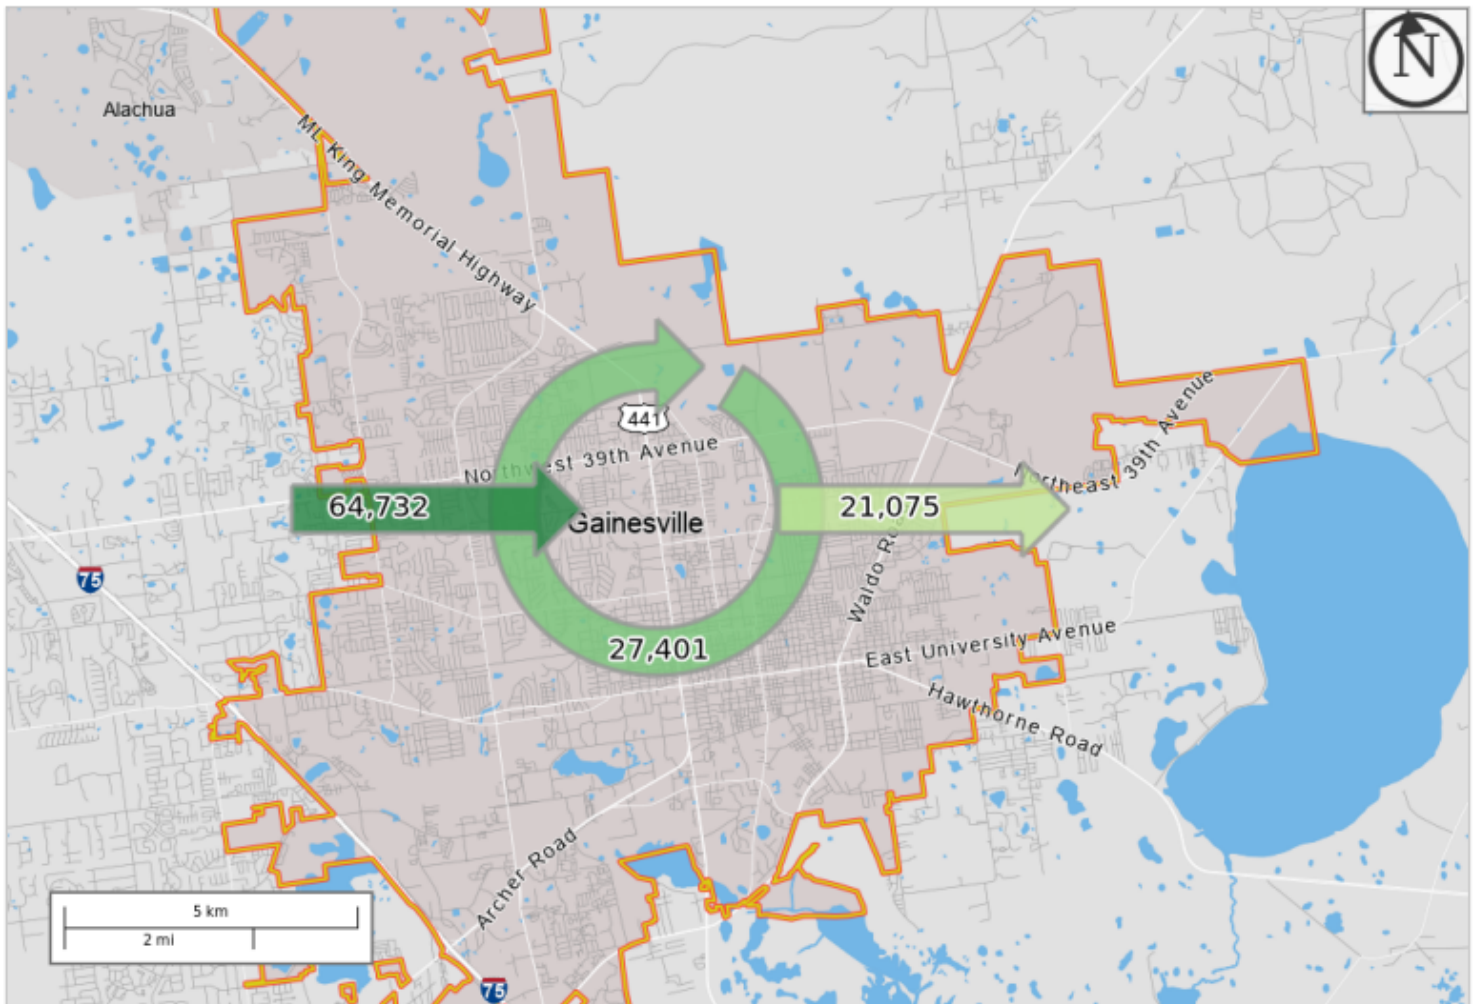 N
Alachua
ML King Memorial Highway
441
Northwest 39th Avenue
Northeast 39th Avenue
64,732
21,075
Gainesville
Waldo Road
75
27,401
East University Avenue
Hawthorne Road
Archer Road
5 km
2 mi
75